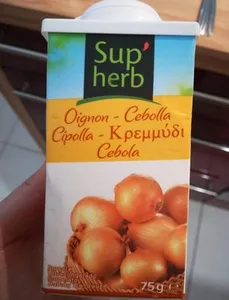 Sup'
herb
Oignon - Cebolla
Cipolla - Κρεμμύδι
Cebola
75g